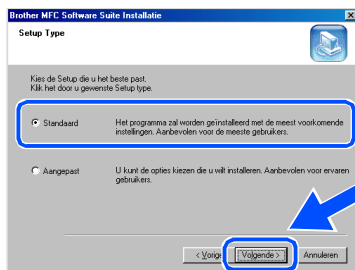 Brother MFC Software Suite Installatie
Setup Type
Kies de Setup die u het beste past.
Klik het door u gewenste Setup type.
Standaard
Het programma zal worden geïnstalleerd met de meest voorkomende
instellingen. Aanbevolen voor de meeste gebruikers.
Aangepast
U kunt de opties kiezen die u wilt installeren. Aanbevolen voor ervaren
gebruikers.
< Vorige
Volgende >
Annuleren